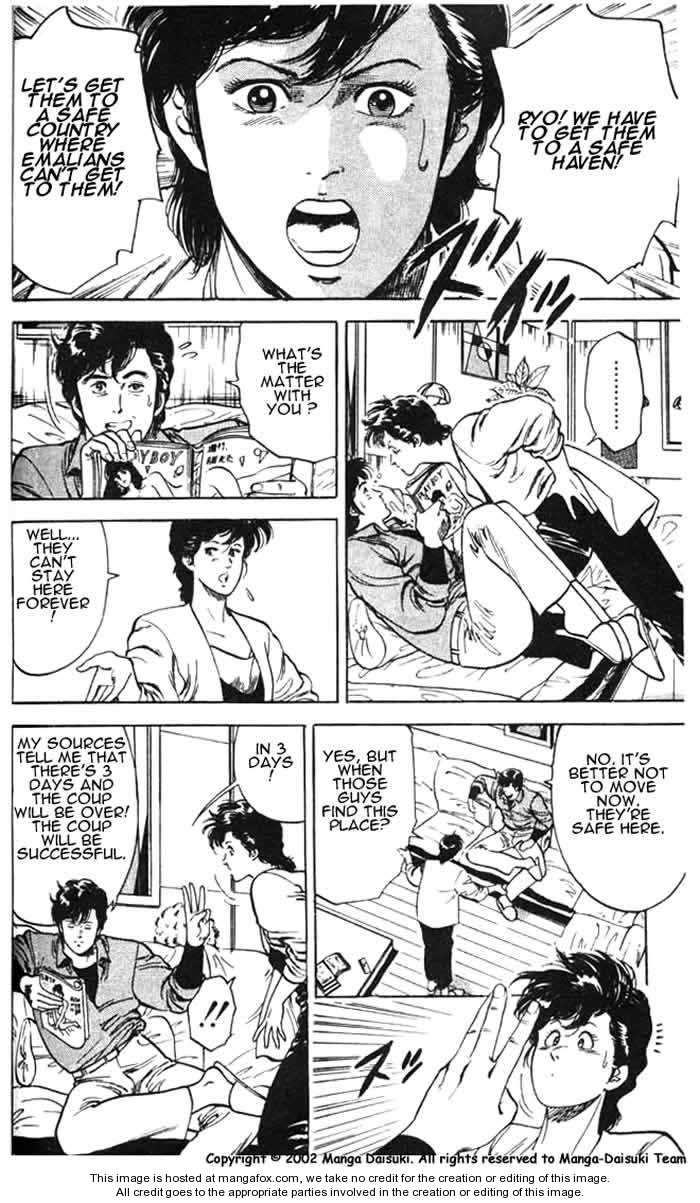 RYO! WE HAVE
TO GET THEM
TO A SAFE
HAVEN!
LET'S GET
THEM TO
A SAFE
COUNTRY
WHERE
EMALIANS
CAN'T GET
TO THEM!
ズイ
..........
WHAT'S
THE
MATTER
WITH
YOU ?
YBOY
PLAYBOY
WELL...
THEY
CAN'T
STAY
HERE
FOREVER
!
NO. IT'S
BETTER NOT
TO MOVE
NOW.
THEY'RE
SAFE HERE.
YES, BUT
WHEN
THOSE
GUYS
FIND THIS
PLACE?
ズイ
IN 3
DAYS
!
MY SOURCES
TELL ME THAT
THERE'S 3
DAYS AND
THE COUP
WILL BE OVER!
THE COUP
WILL BE
SUCCESSFUL.
!!
Copyright © 2002 Manga Daisuki. All rights reserved to Manga-Daisuki Team
This image is hosted at mangafox.com, we take no credit for the creation or editing of this image.
All credit goes to the appropriate parties involved in the creation or editing of this image.